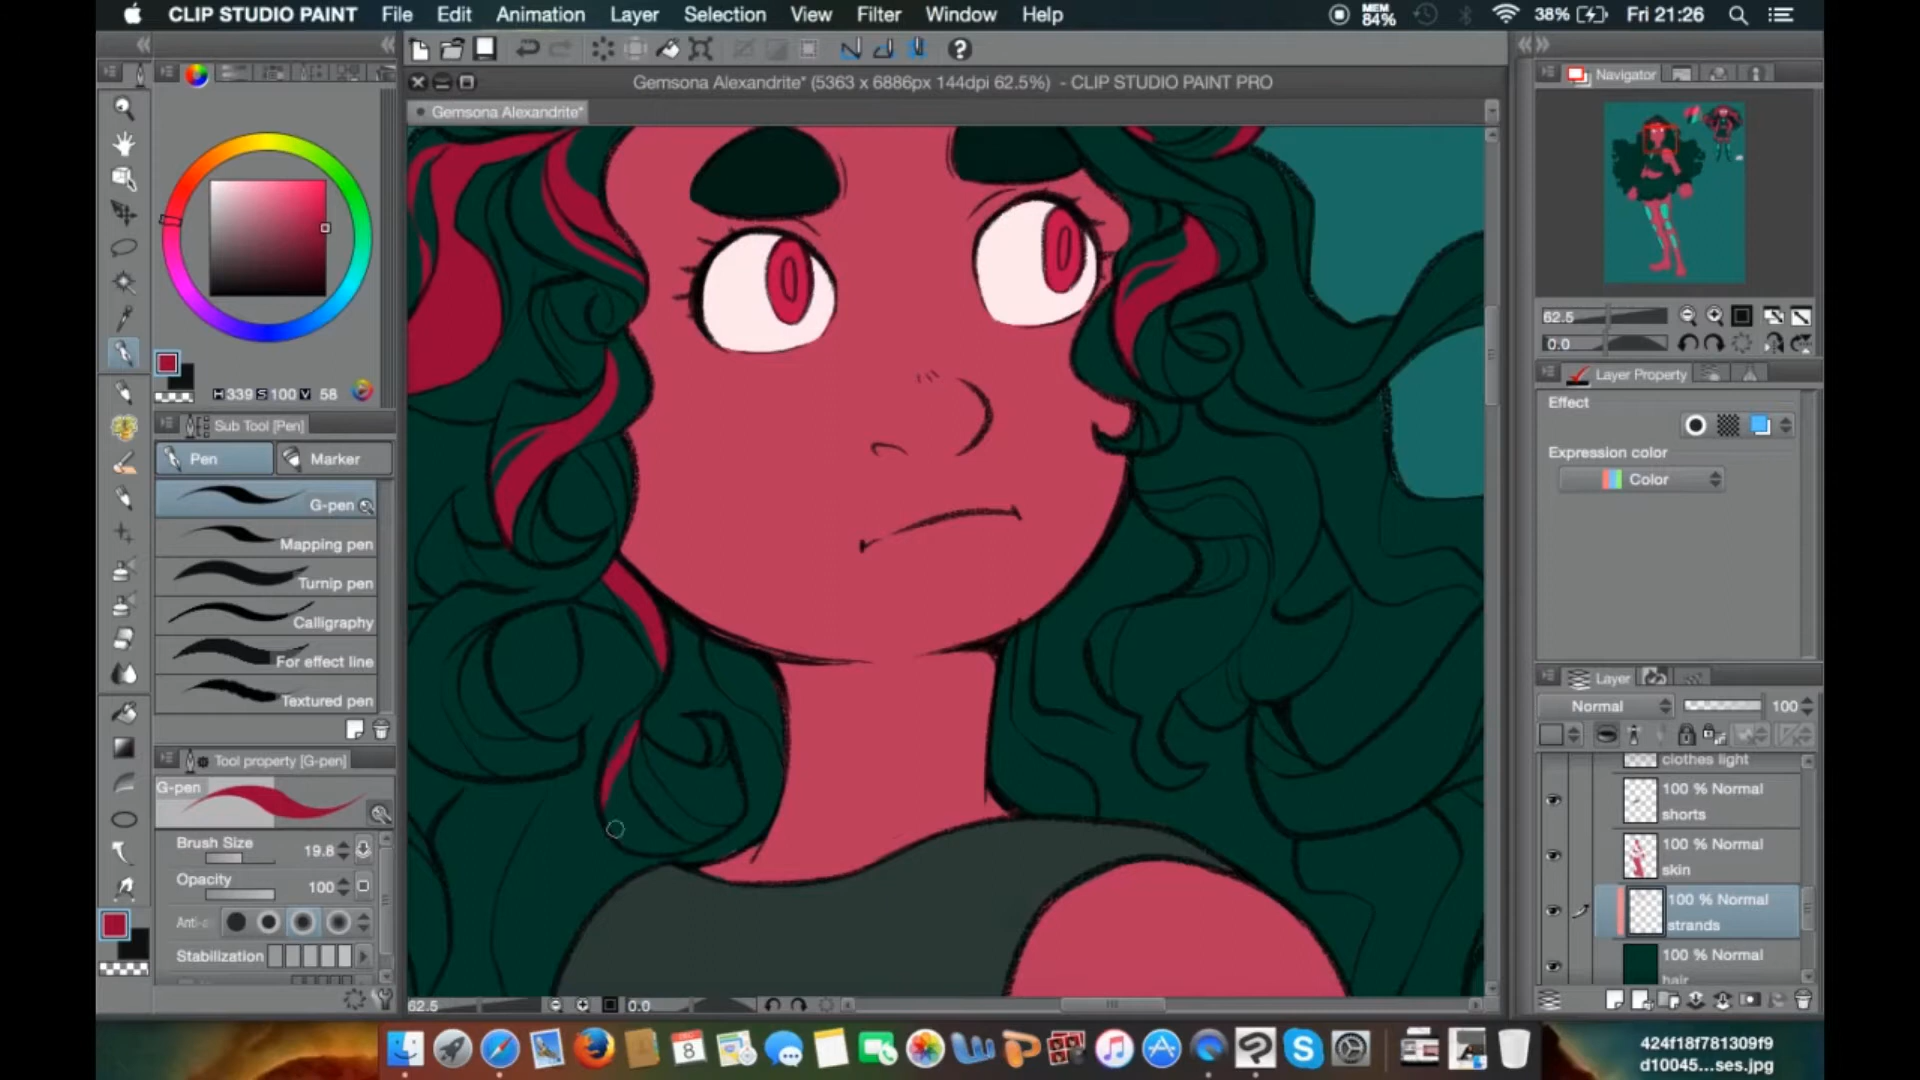 CLIP STUDIO PAINT File Edit Animation Layer Selection View Filter Window Help MEM 84% 38% Fri 21:26
Gemsona Alexandrite* (5363 x 6886px 144dpi 62.5%) - CLIP STUDIO PAINT PRO
Gemsona Alexandrite*
H 339 S 100 V 58
Sub Tool [Pen]
Pen Marker
G-pen
Mapping pen
Turnip pen
Calligraphy
For effect line
Textured pen
Tool property [G-pen]
G-pen
Brush Size 19.8
Opacity 100
Anti-a
Stabilization
62.5 0.0
Navigator
62.5
0.0
Layer Property
Effect
Expression color
Color
Layer
Normal 100
clothes light
100 % Normal
shorts
100 % Normal
skin
100 % Normal
strands
100 % Normal
hair
8
424f18f781309f9
d10045...ses.jpg